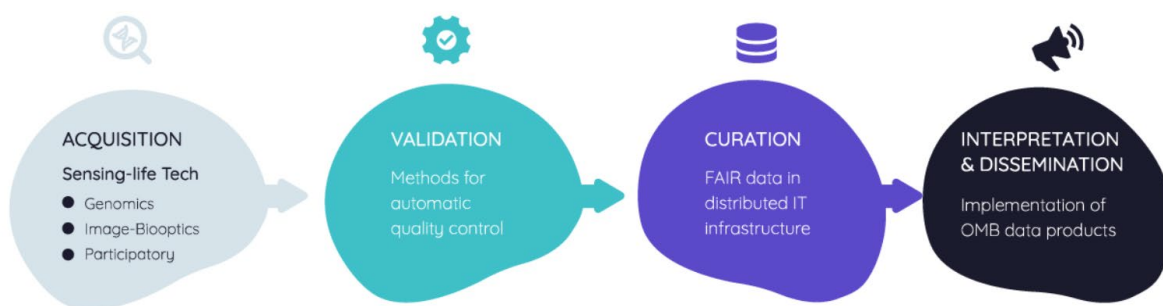 ACQUISITION
Sensing-life Tech
Genomics
Image-Biooptics
Participatory
VALIDATION
Methods for
automatic
quality control
CURATION
FAIR data in
distributed IT
infrastructure
INTERPRETATION
& DISSEMINATION
Implementation of
OMB data products